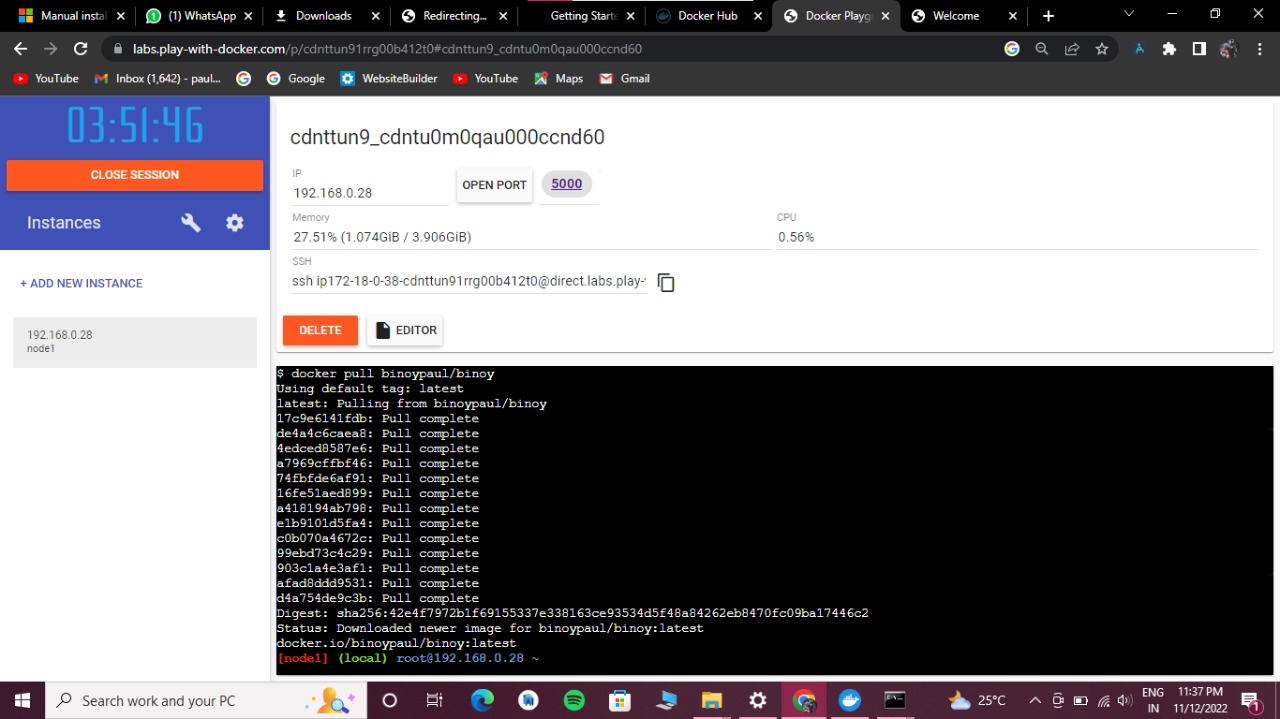 Manual instal
(1) WhatsApp
Downloads
Redirecting...
Getting Starte
Docker Hub
Docker Playg
Welcome
labs.play-with-docker.com/p/cdnttun91rrg00b412t0#cdnttun9_cdntu0m0qau000ccnd60
YouTube
Inbox (1,642) - paul...
Google
WebsiteBuilder
YouTube
Maps
Gmail
03:51:46
CLOSE SESSION
Instances
+ ADD NEW INSTANCE
192.168.0.28
node1
cdnttun9_cdntu0m0qau000ccnd60
IP
192.168.0.28
OPEN PORT
5000
Memory
27.51% (1.074GiB / 3.906GiB)
CPU
0.56%
SSH
ssh ip172-18-0-38-cdnttun91rrg00b412t0@direct.labs.play-
DELETE
EDITOR
$ docker pull binoypaul/binoy
Using default tag: latest
latest: Pulling from binoypaul/binoy
17c9e6141fdb: Pull complete
de4a4c6caea8: Pull complete
4edced8587e6: Pull complete
a7969cffbf46: Pull complete
74fbfde6af91: Pull complete
16fe51aed899: Pull complete
a418194ab798: Pull complete
e1b9101d5fa4: Pull complete
c0b070a4672c: Pull complete
99ebd73c4c29: Pull complete
903c1a4e3af1: Pull complete
afad8ddd9531: Pull complete
d4a754de9c3b: Pull complete
Digest: sha256:42e4f7972b1f69155337e338163ce93534d5f48a84262eb8470fc09ba17446c2
Status: Downloaded newer image for binoypaul/binoy:latest
docker.io/binoypaul/binoy:latest
[node1] (local) root@192.168.0.28 ~
Search work and your PC
25°C
ENG
IN
11:37 PM
11/12/2022
1